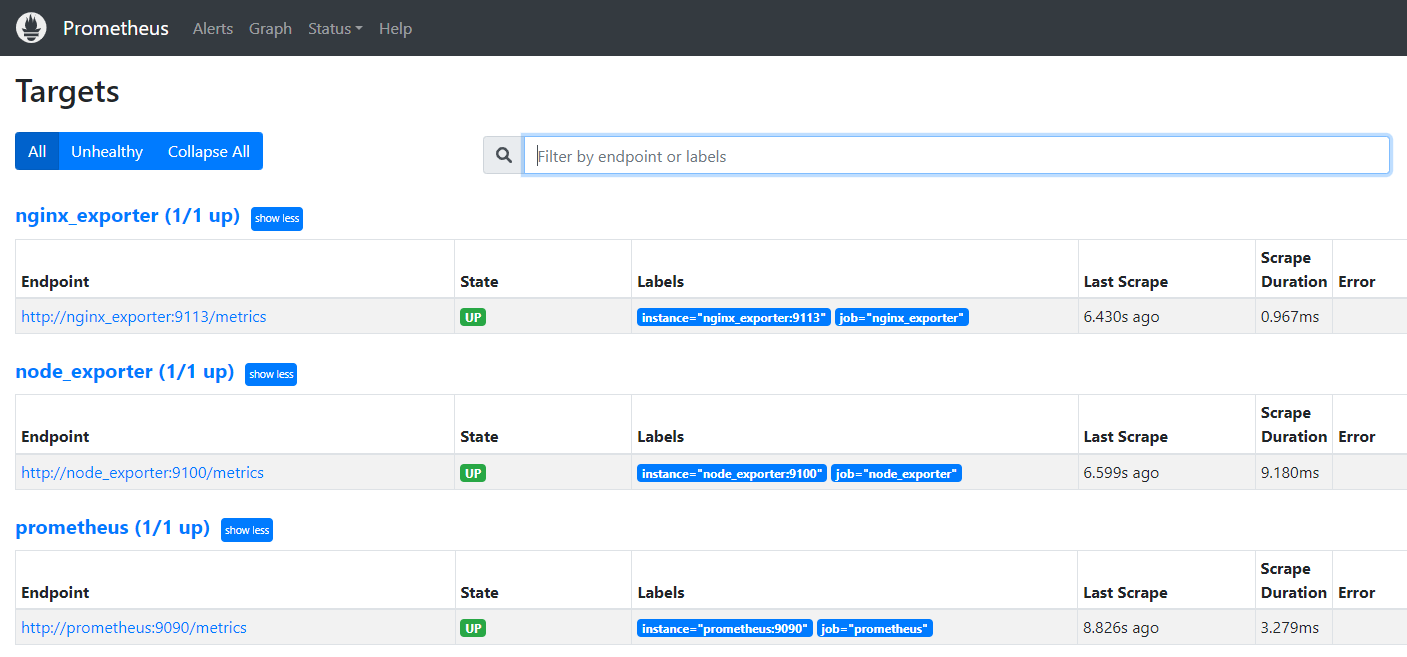 Prometheus Alerts Graph Status Help
Targets
All Unhealthy Collapse All
Filter by endpoint or labels
nginx_exporter (1/1 up) show less
Endpoint State Labels Last Scrape Scrape Duration Error
http://nginx_exporter:9113/metrics UP instance="nginx_exporter:9113" job="nginx_exporter" 6.430s ago 0.967ms
node_exporter (1/1 up) show less
Endpoint State Labels Last Scrape Scrape Duration Error
http://node_exporter:9100/metrics UP instance="node_exporter:9100" job="node_exporter" 6.599s ago 9.180ms
prometheus (1/1 up) show less
Endpoint State Labels Last Scrape Scrape Duration Error
http://prometheus:9090/metrics UP instance="prometheus:9090" job="prometheus" 8.826s ago 3.279ms